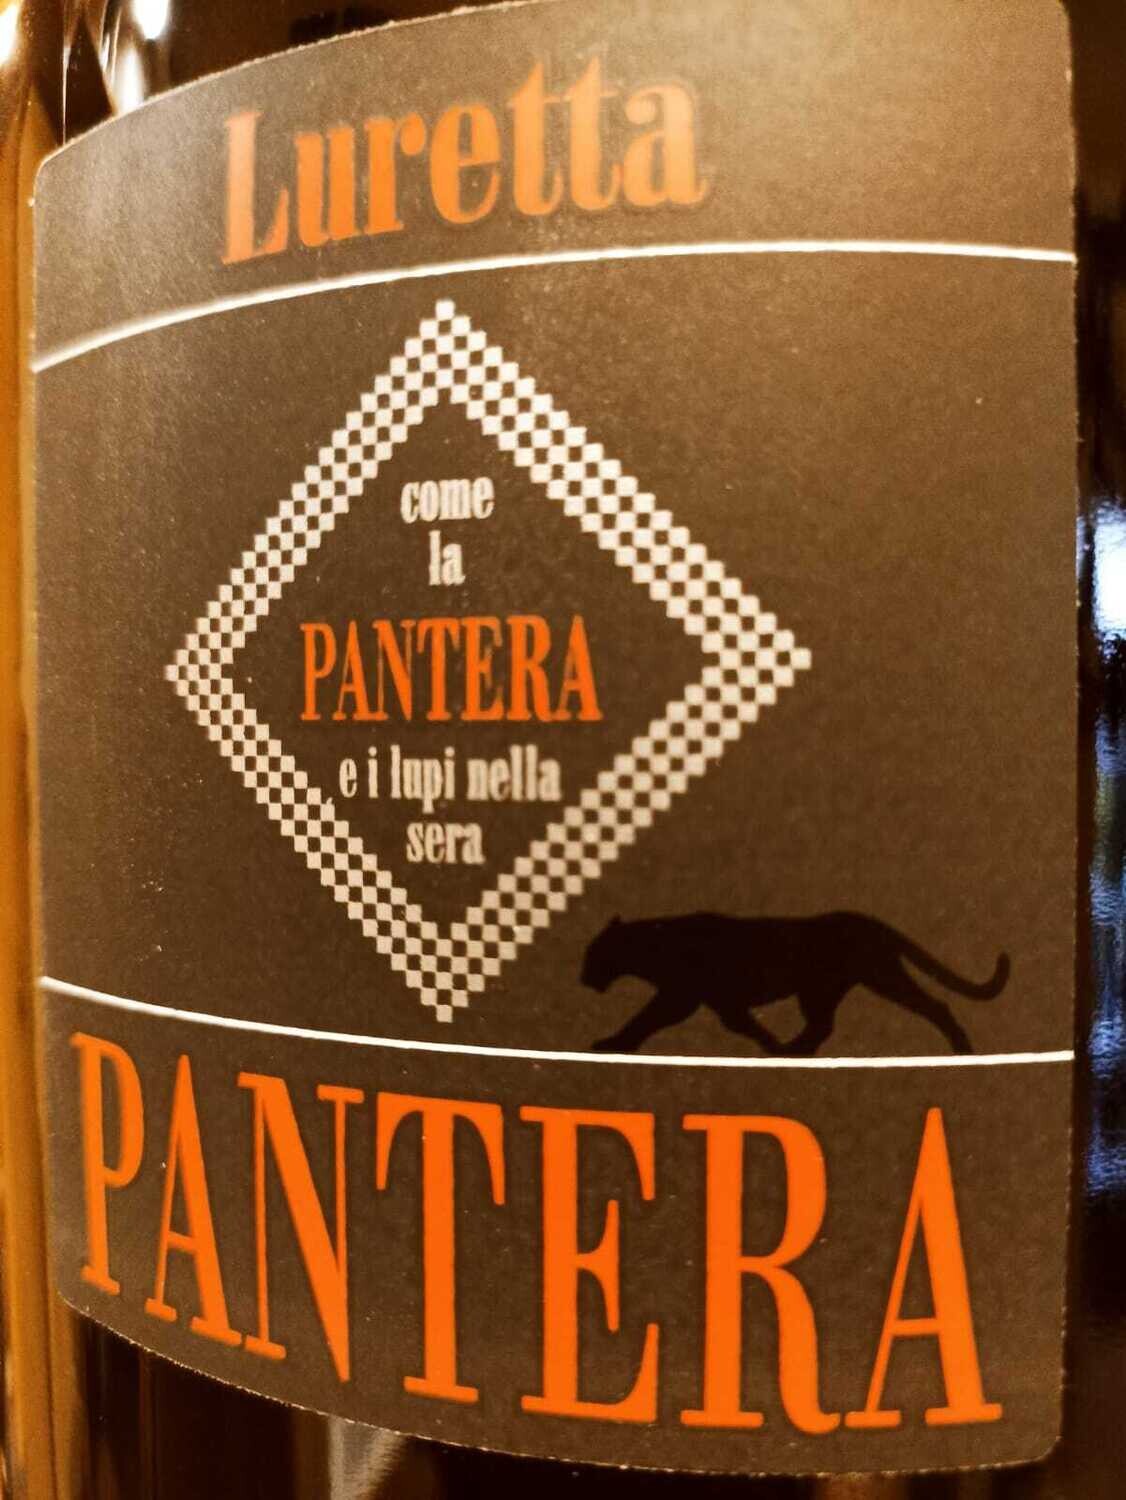 Luretta
come
la
PANTERA
e i lupi nella
sera
PANTERA